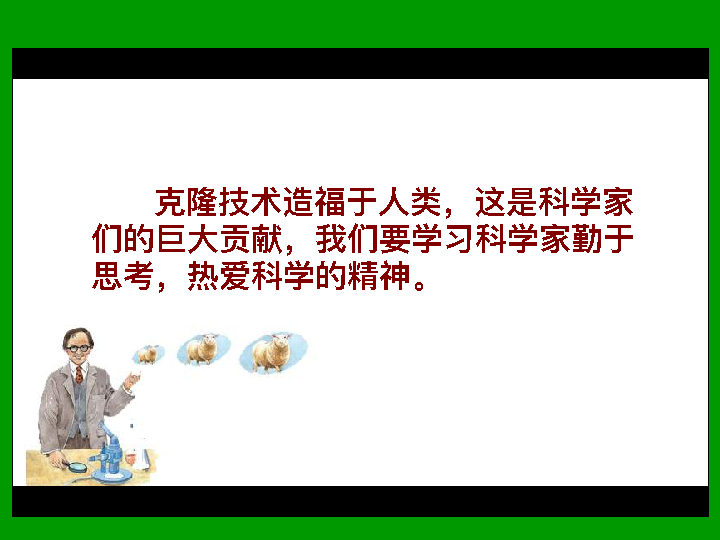 克隆技术造福于人类，这是科学家
们的巨大贡献，我们要学习科学家勤于
思考，热爱科学的精神。